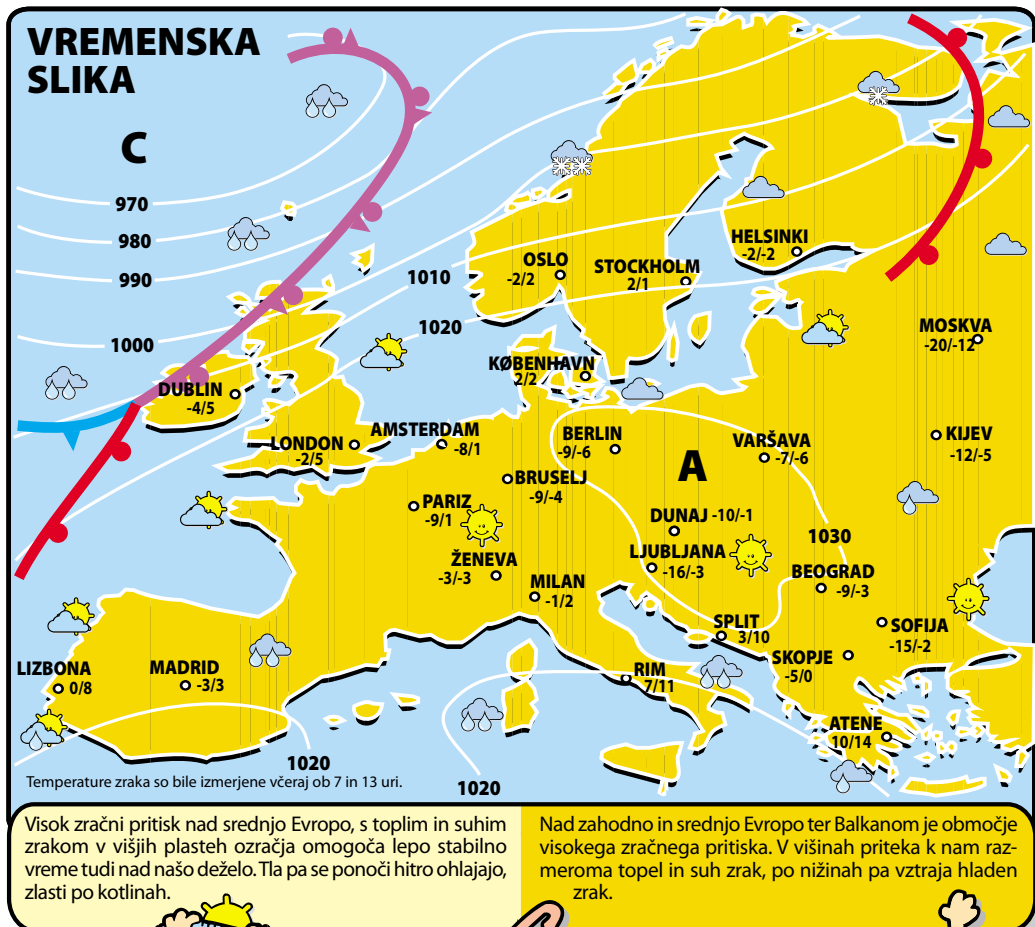 VREMENSKA
SLIKA
C
970
980
990
1000
1010
1020
OSLO
-2/2
STOCKHOLM
2/1
HELSINKI
-2/-2
MOSKVA
-20/-12
KØBENHAVN
2/2
DUBLIN
-4/5
LONDON
-2/5
AMSTERDAM
-8/1
BERLIN
-9/-6
VARŠAVA
-7/-6
KIJEV
-12/-5
A
BRUSELJ
-9/-4
PARIZ
-9/1
DUNAJ -10/-1
1030
LJUBLJANA
-16/-3
ŽENEVA
-3/-3
MILAN
-1/2
BEOGRAD
-9/-3
SPLIT
3/10
SOFIJA
-15/-2
SKOPJE
-5/0
LIZBONA
0/8
MADRID
-3/3
RIM
7/11
ATENE
10/14
1020
1020
Temperature zraka so bile izmerjene včeraj ob 7 in 13 uri.
Visok zračni pritisk nad srednjo Evropo, s toplim in suhim
zrakom v višjih plasteh ozračja omogoča lepo stabilno
vreme tudi nad našo deželo. Tla pa se ponoči hitro ohlajajo,
zlasti po kotlinah.
Nad zahodno in srednjo Evropo ter Balkanom je območje
visokega zračnega pritiska. V višinah priteka k nam raz-
meroma topel in suh zrak, po nižinah pa vztraja hladen
zrak.